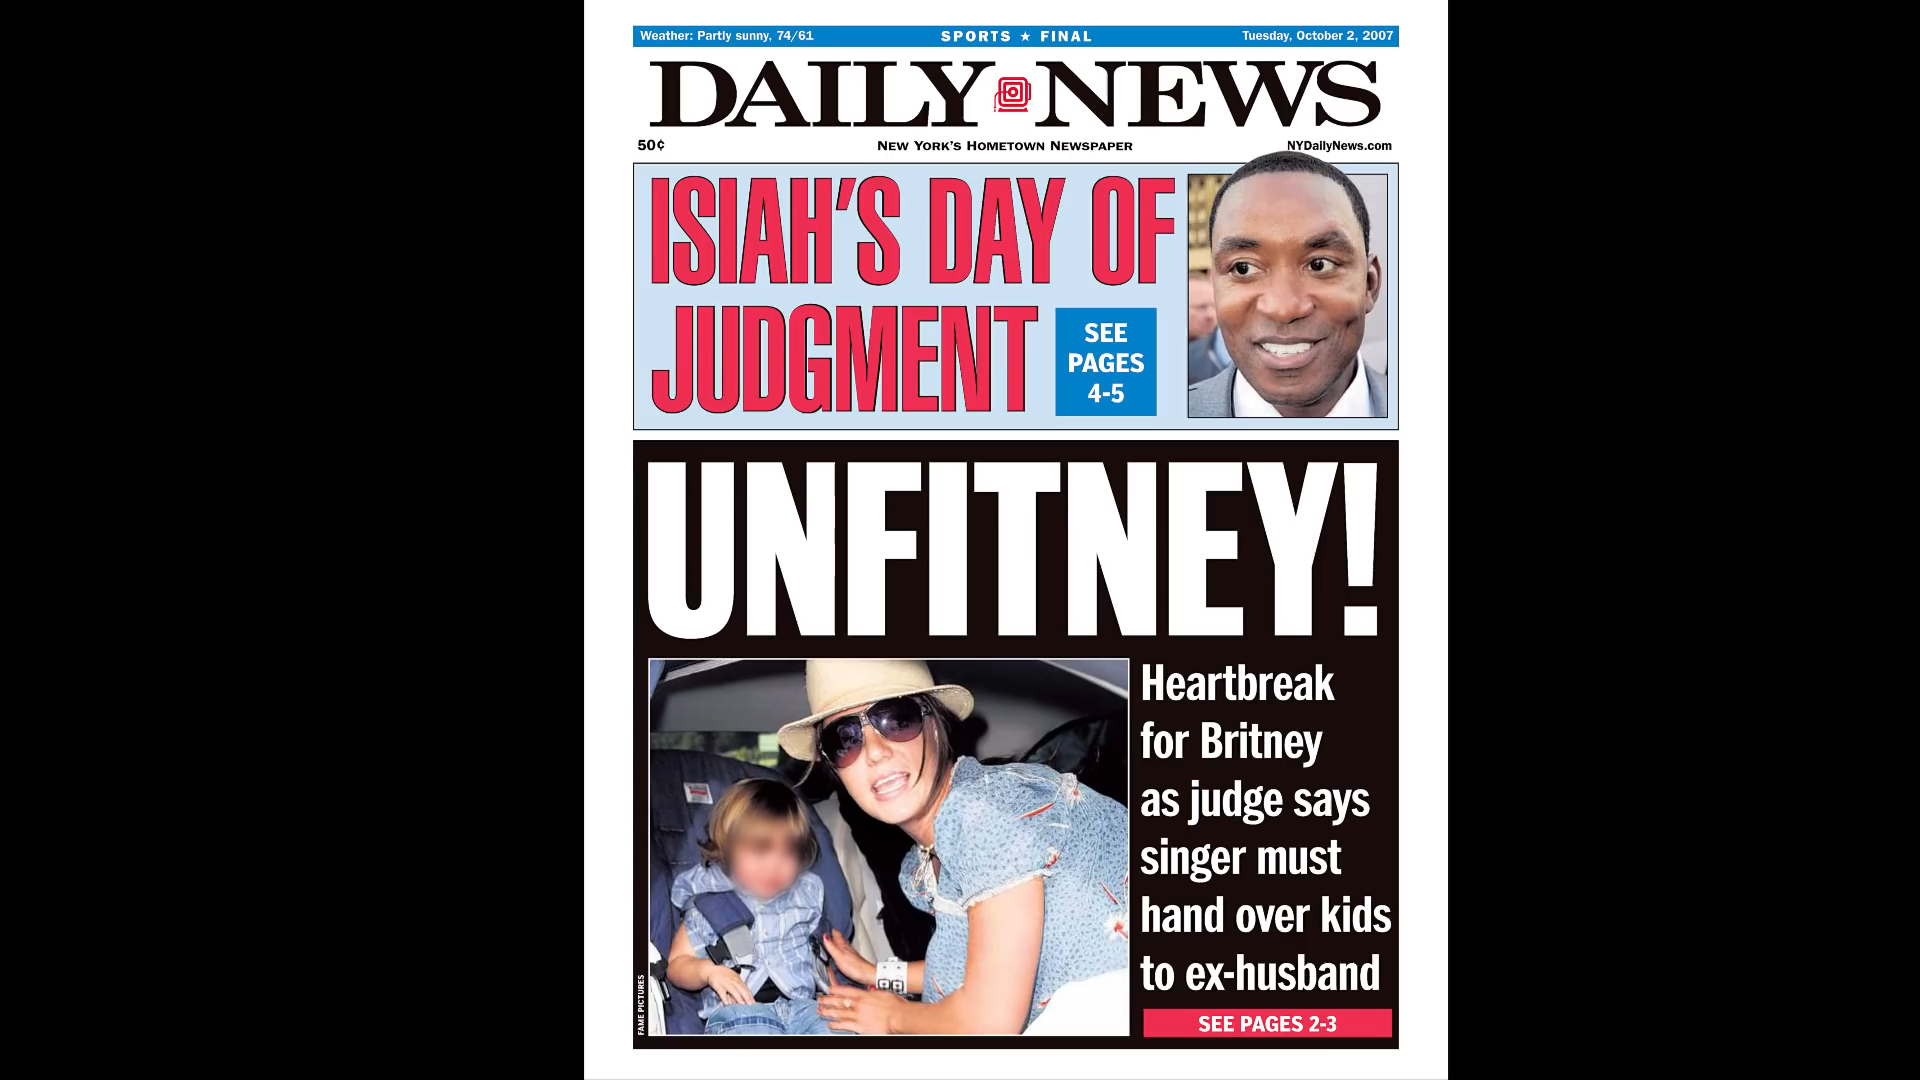 Weather: Partly sunny, 74/61 SPORTS ★ FINAL Tuesday, October 2, 2007
DAILY NEWS
50¢ NEW YORK'S HOMETOWN NEWSPAPER NYDailyNews.com
ISIAH'S DAY OF
JUDGMENT
SEE
PAGES
4-5
UNFITNEY!
Heartbreak
for Britney
as judge says
singer must
hand over kids
to ex-husband
SEE PAGES 2-3
FAME PICTURES